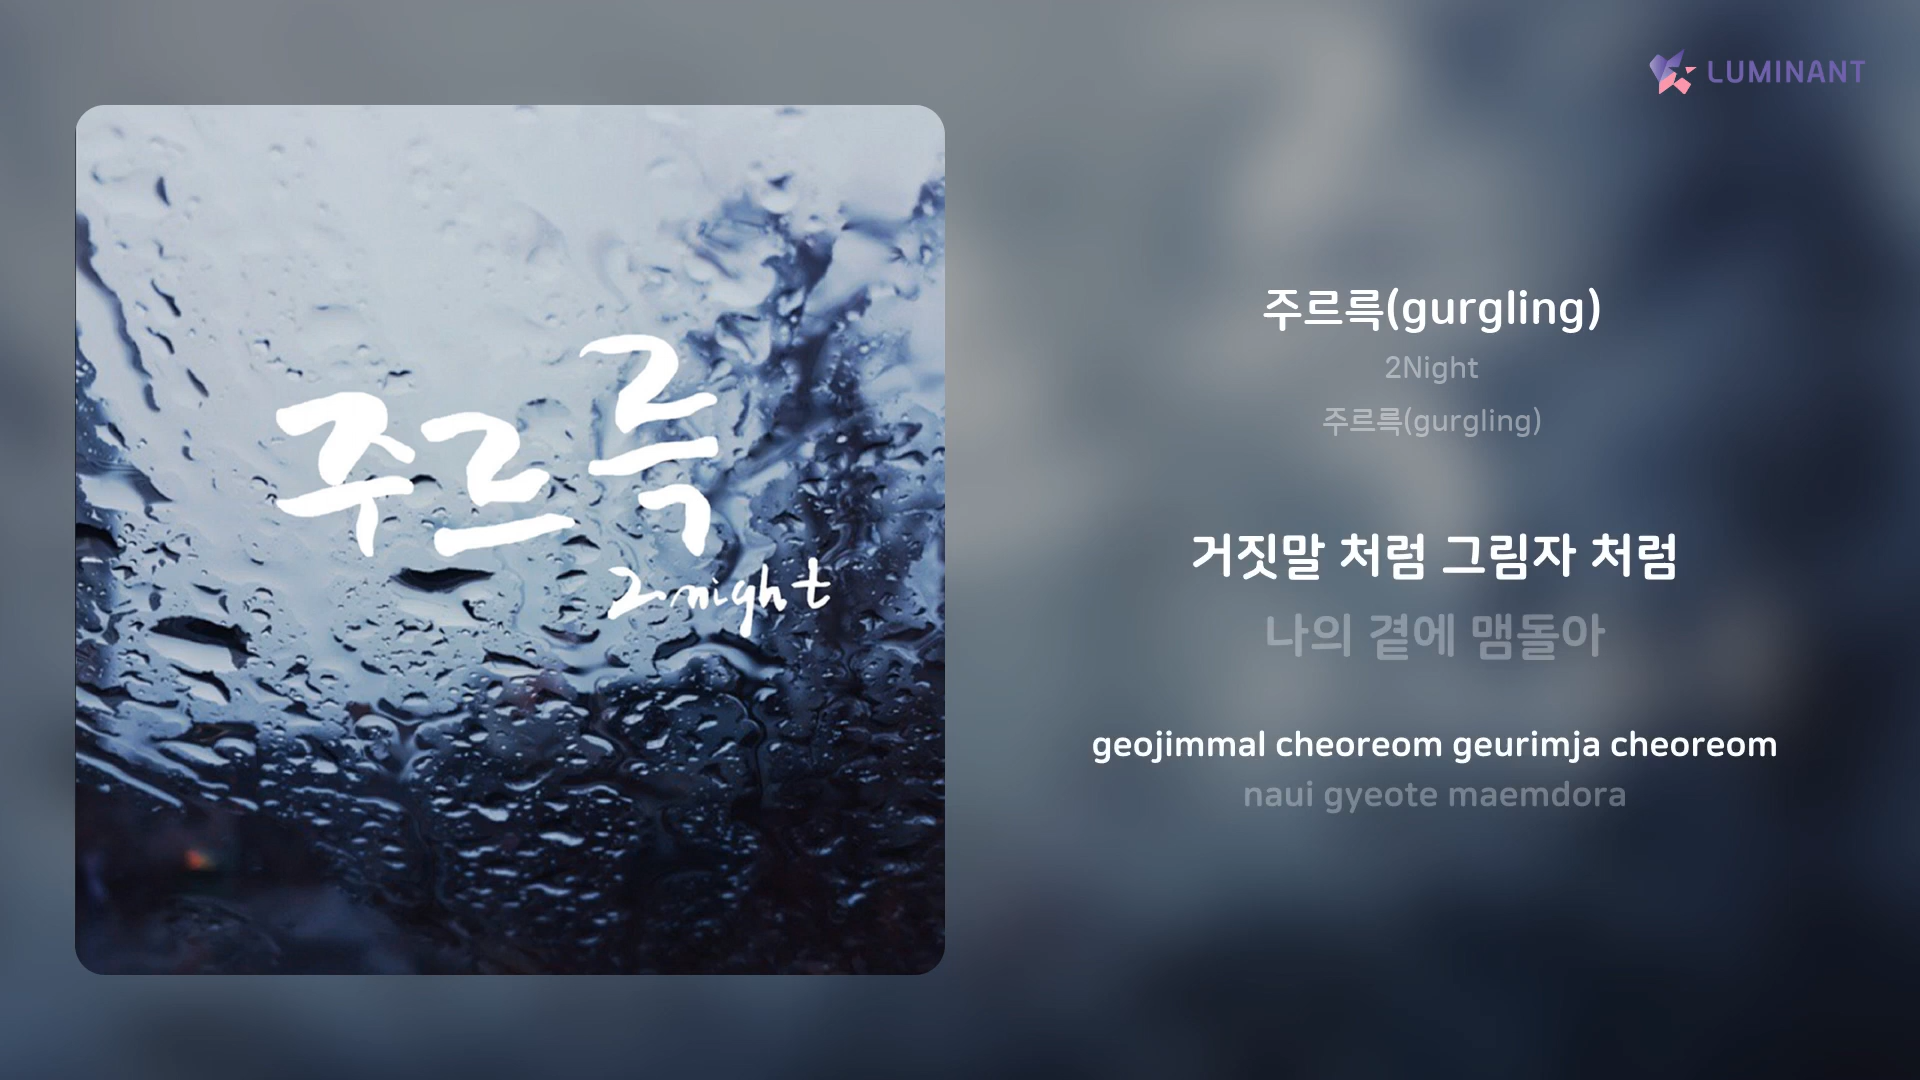 주르륵
2night
LUMINANT
주르륵(gurgling)
2Night
주르륵(gurgling)
거짓말 처럼 그림자 처럼
나의 곁에 맴돌아
geojimmal cheoreom geurimja cheoreom
naui gyeote maemdora